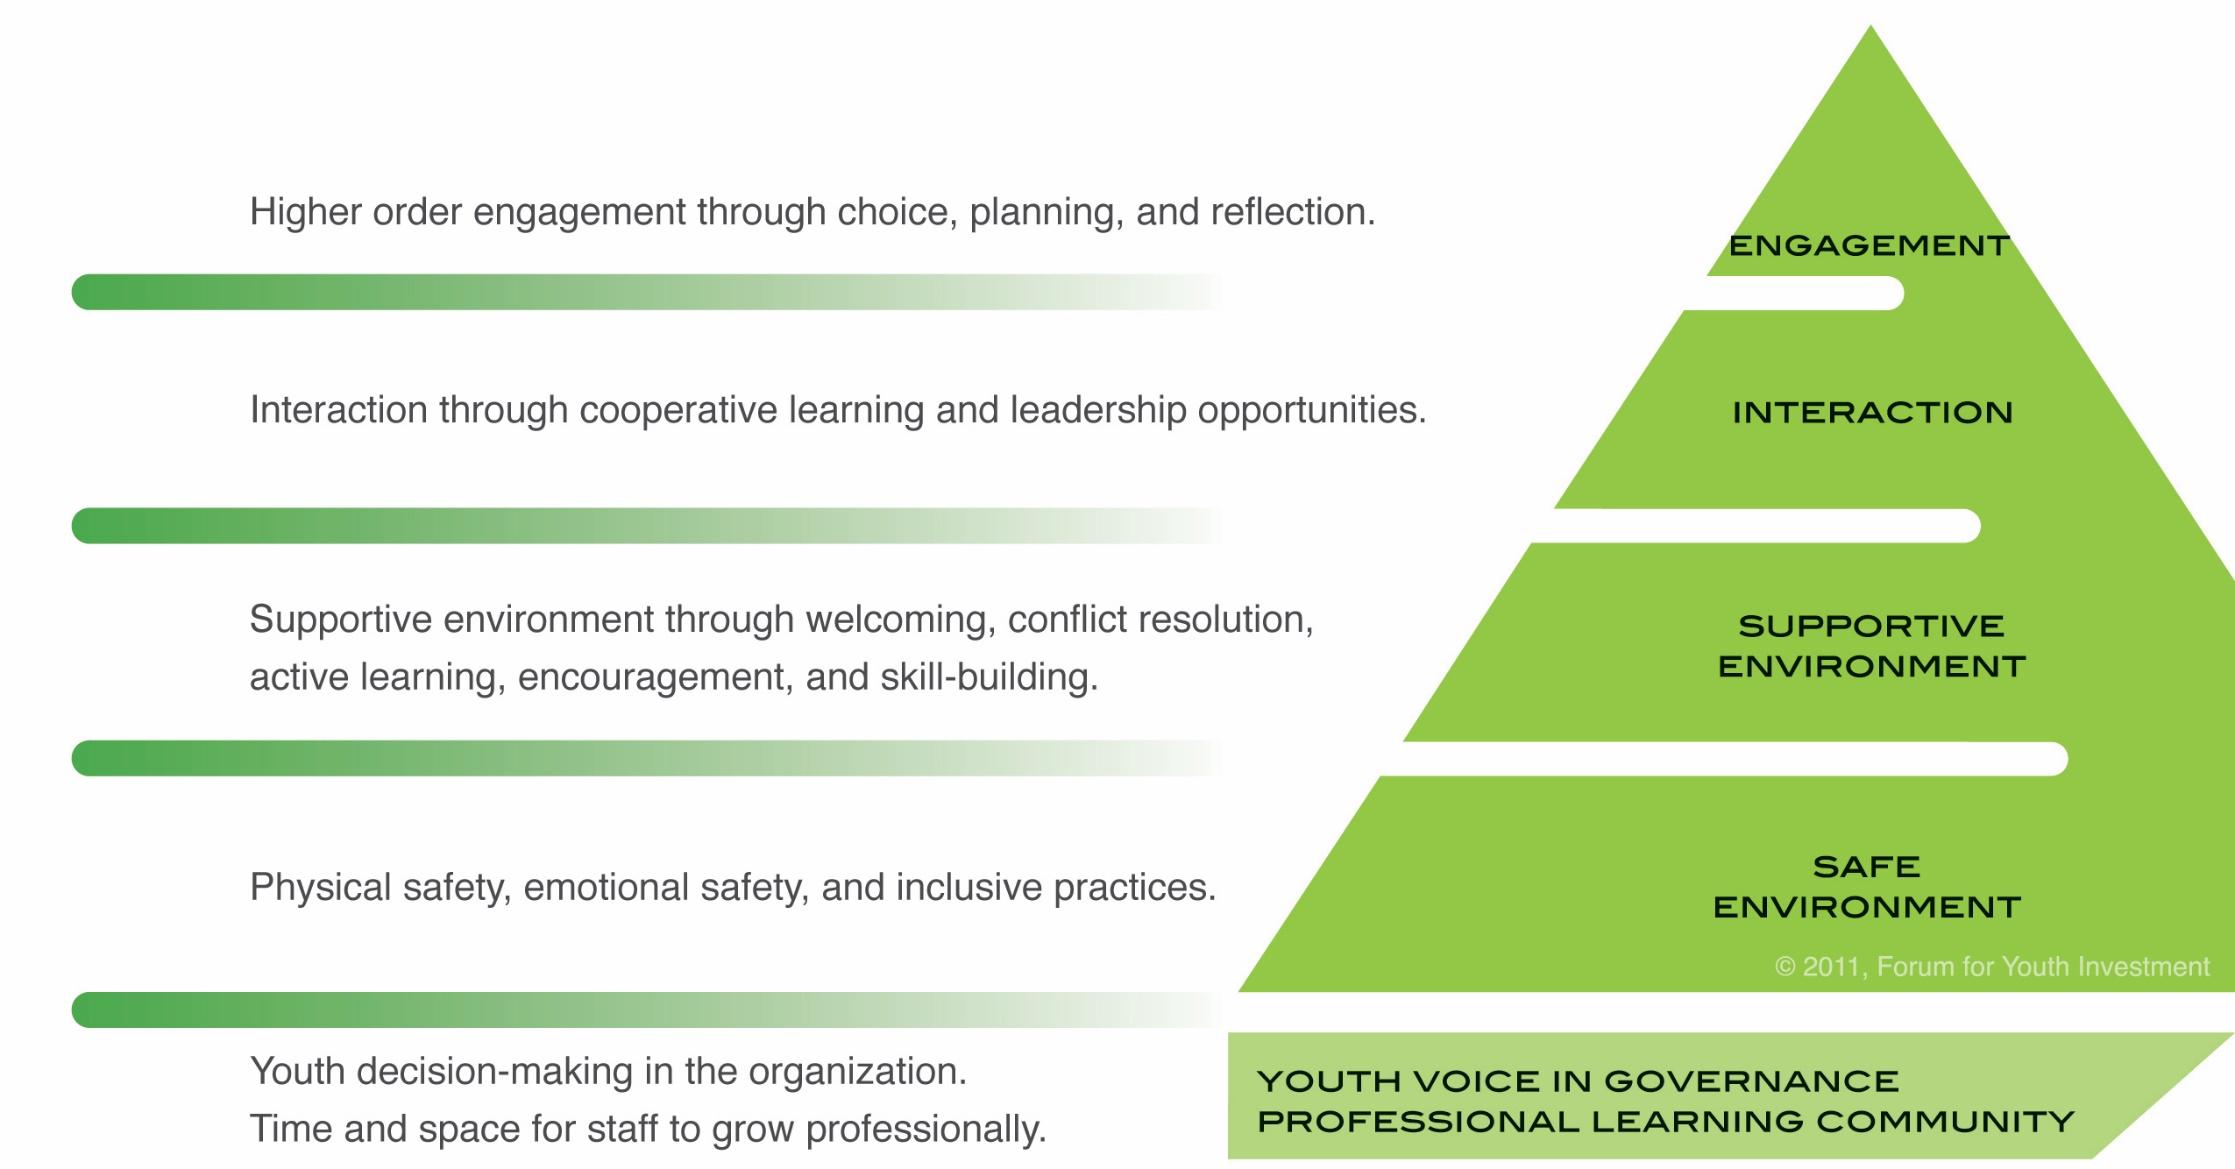 Higher order engagement through choice, planning, and reflection.
ENGAGEMENT
Interaction through cooperative learning and leadership opportunities.
INTERACTION
Supportive environment through welcoming, conflict resolution,
active learning, encouragement, and skill-building.
SUPPORTIVE
ENVIRONMENT
Physical safety, emotional safety, and inclusive practices.
SAFE
ENVIRONMENT
© 2011, Forum for Youth Investment
Youth decision-making in the organization.
Time and space for staff to grow professionally.
YOUTH VOICE IN GOVERNANCE
PROFESSIONAL LEARNING COMMUNITY